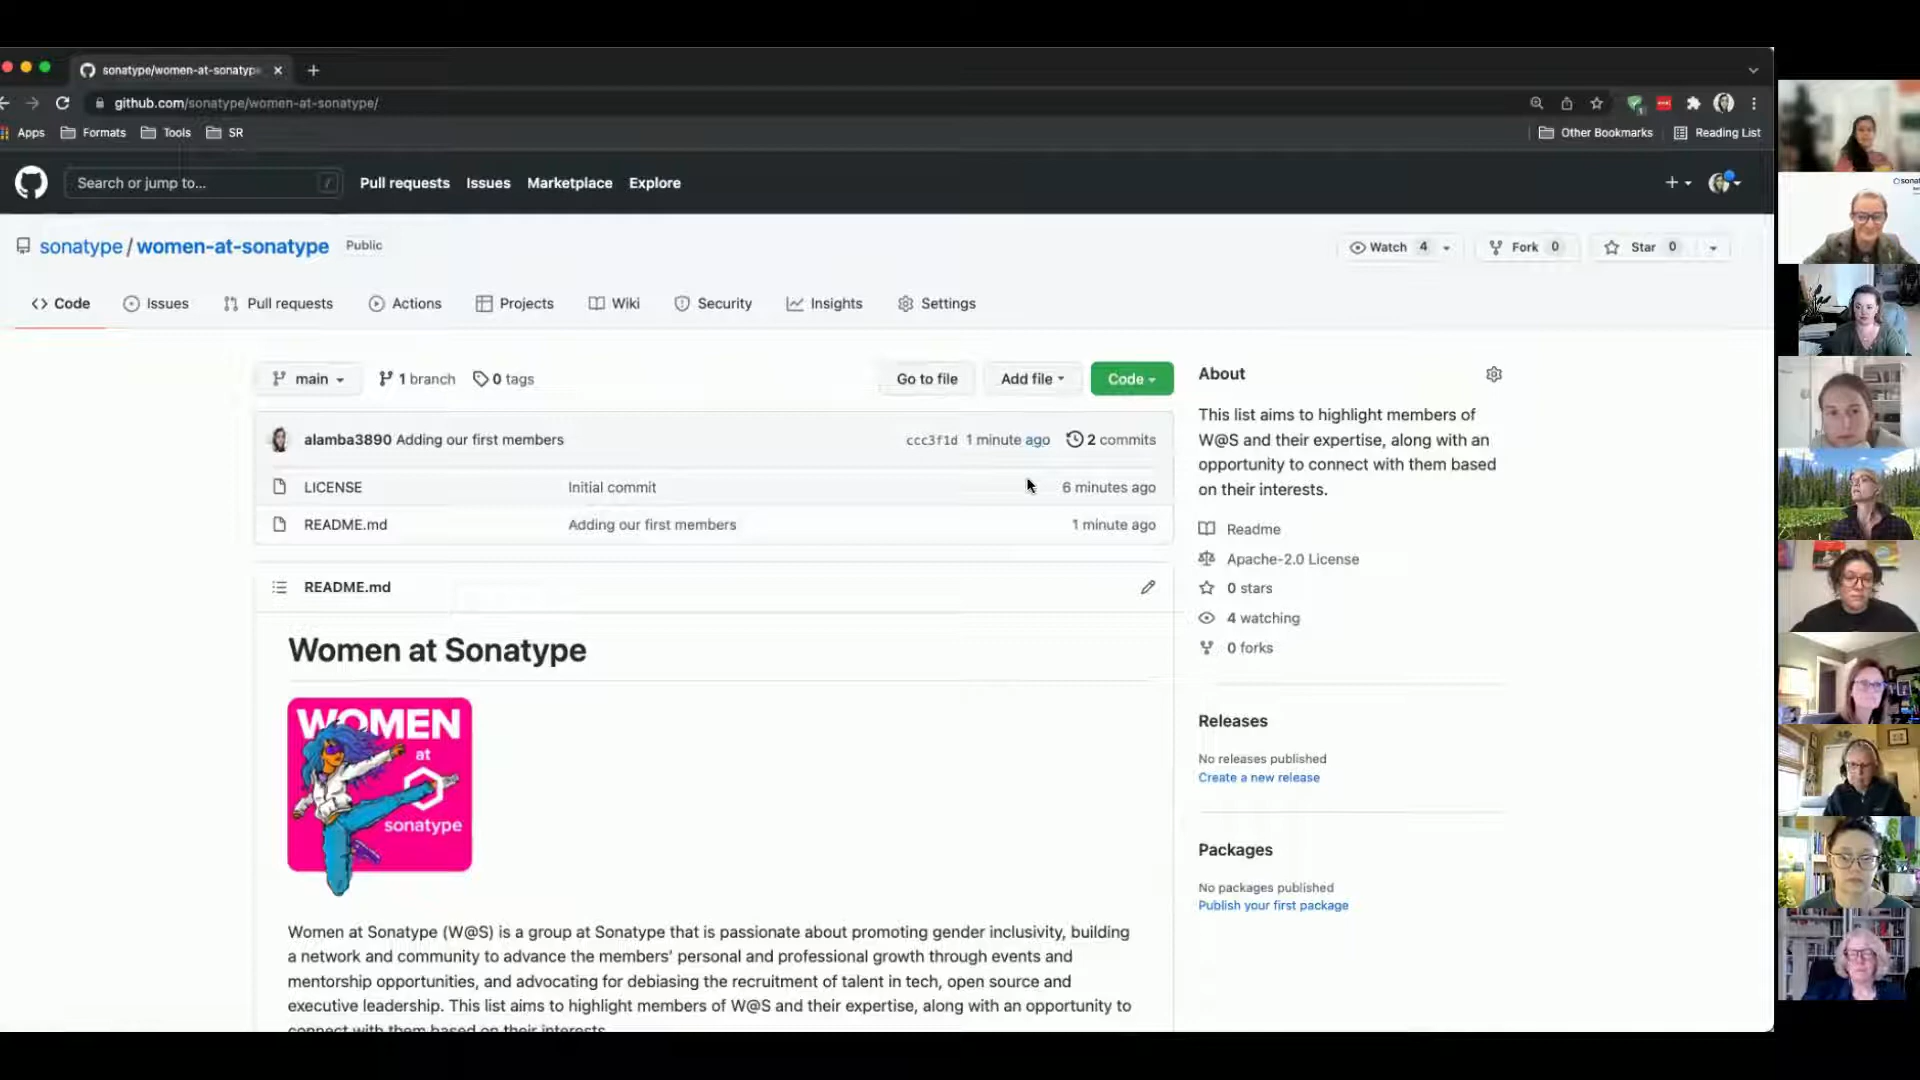 sonatype/women-at-sonatyp
github.com/sonatype/women-at-sonatype/
Apps Formats Tools SR Other Bookmarks Reading List
Search or jump to... / Pull requests Issues Marketplace Explore
sonatype / women-at-sonatype Public Watch 4 Fork 0 Star 0
Code Issues Pull requests Actions Projects Wiki Security Insights Settings
main 1 branch 0 tags Go to file Add file Code
alamba3890 Adding our first members ccc3f1d 1 minute ago 2 commits
LICENSE Initial commit 6 minutes ago
README.md Adding our first members 1 minute ago
README.md
Women at Sonatype
WOMEN
at
sonatype
Women at Sonatype (W@S) is a group at Sonatype that is passionate about promoting gender inclusivity, building
a network and community to advance the members' personal and professional growth through events and
mentorship opportunities, and advocating for debiasing the recruitment of talent in tech, open source and
executive leadership. This list aims to highlight members of W@S and their expertise, along with an opportunity to
connect with them based on their interests.
About
This list aims to highlight members of
W@S and their expertise, along with an
opportunity to connect with them based
on their interests.
Readme
Apache-2.0 License
0 stars
4 watching
0 forks
Releases
No releases published
Create a new release
Packages
No packages published
Publish your first package